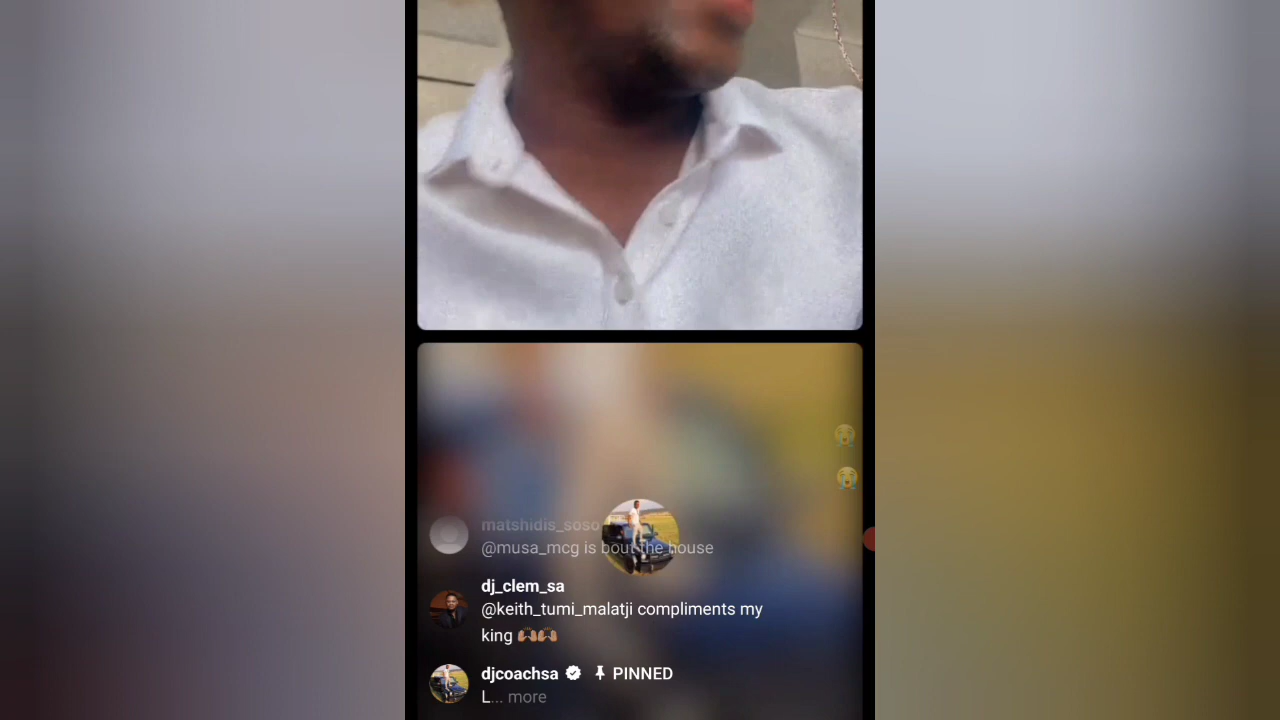 matshidis_soso
@musa_mcg is bout the house
dj_clem_sa
@keith_tumi_malatji compliments my
king 🙌🏽🙌🏽
djcoachsa PINNED
L... more